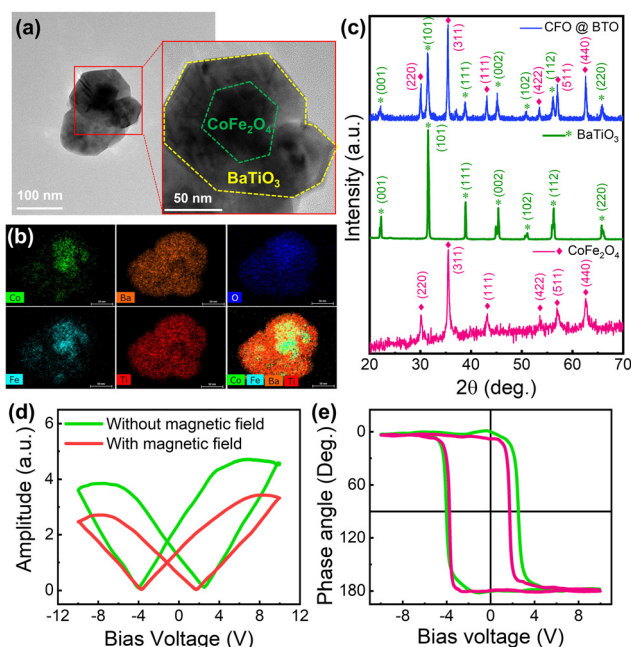 (a)
CoFe₂O₄
BaTiO₃
100 nm
50 nm
(b)
Co
Ba
O
Fe
Ti
Co Fe Ba Ti
(c)
CFO @ BTO
(001)
(220)
(101)
(311)
(111)
(111)
(002)
(102)
(422)
(112)
(511)
(440)
(220)
* BaTiO₃
(001)
(101)
(111)
(002)
(102)
(112)
(220)
CoFe₂O₄
(220)
(311)
(111)
(422)
(511)
(440)
Intensity (a.u.)
20 30 40 50 60 70
2θ (deg.)
(d)
Without magnetic field
With magnetic field
Amplitude (a.u.)
6
4
2
0
-12 -8 -4 0 4 8 12
Bias Voltage (V)
(e)
Phase angle (Deg.)
0
90
180
-8 -4 0 4 8
Bias voltage (V)